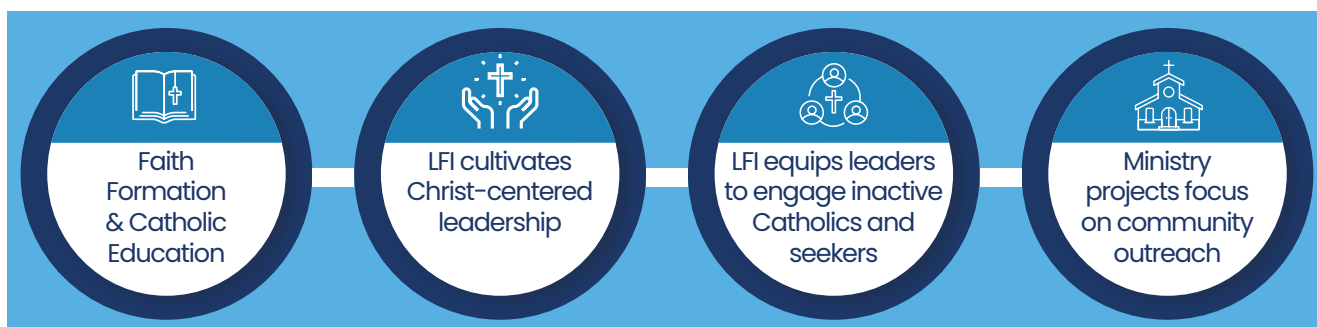 Faith
Formation
& Catholic
Education
LFI cultivates
Christ-centered
leadership
LFI equips leaders
to engage inactive
Catholics and
seekers
Ministry
projects focus
on community
outreach